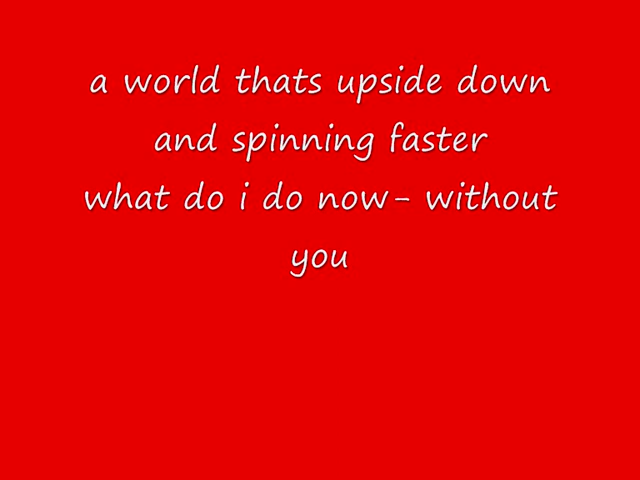 a world thats upside down
and spinning faster
what do i do now- without
you